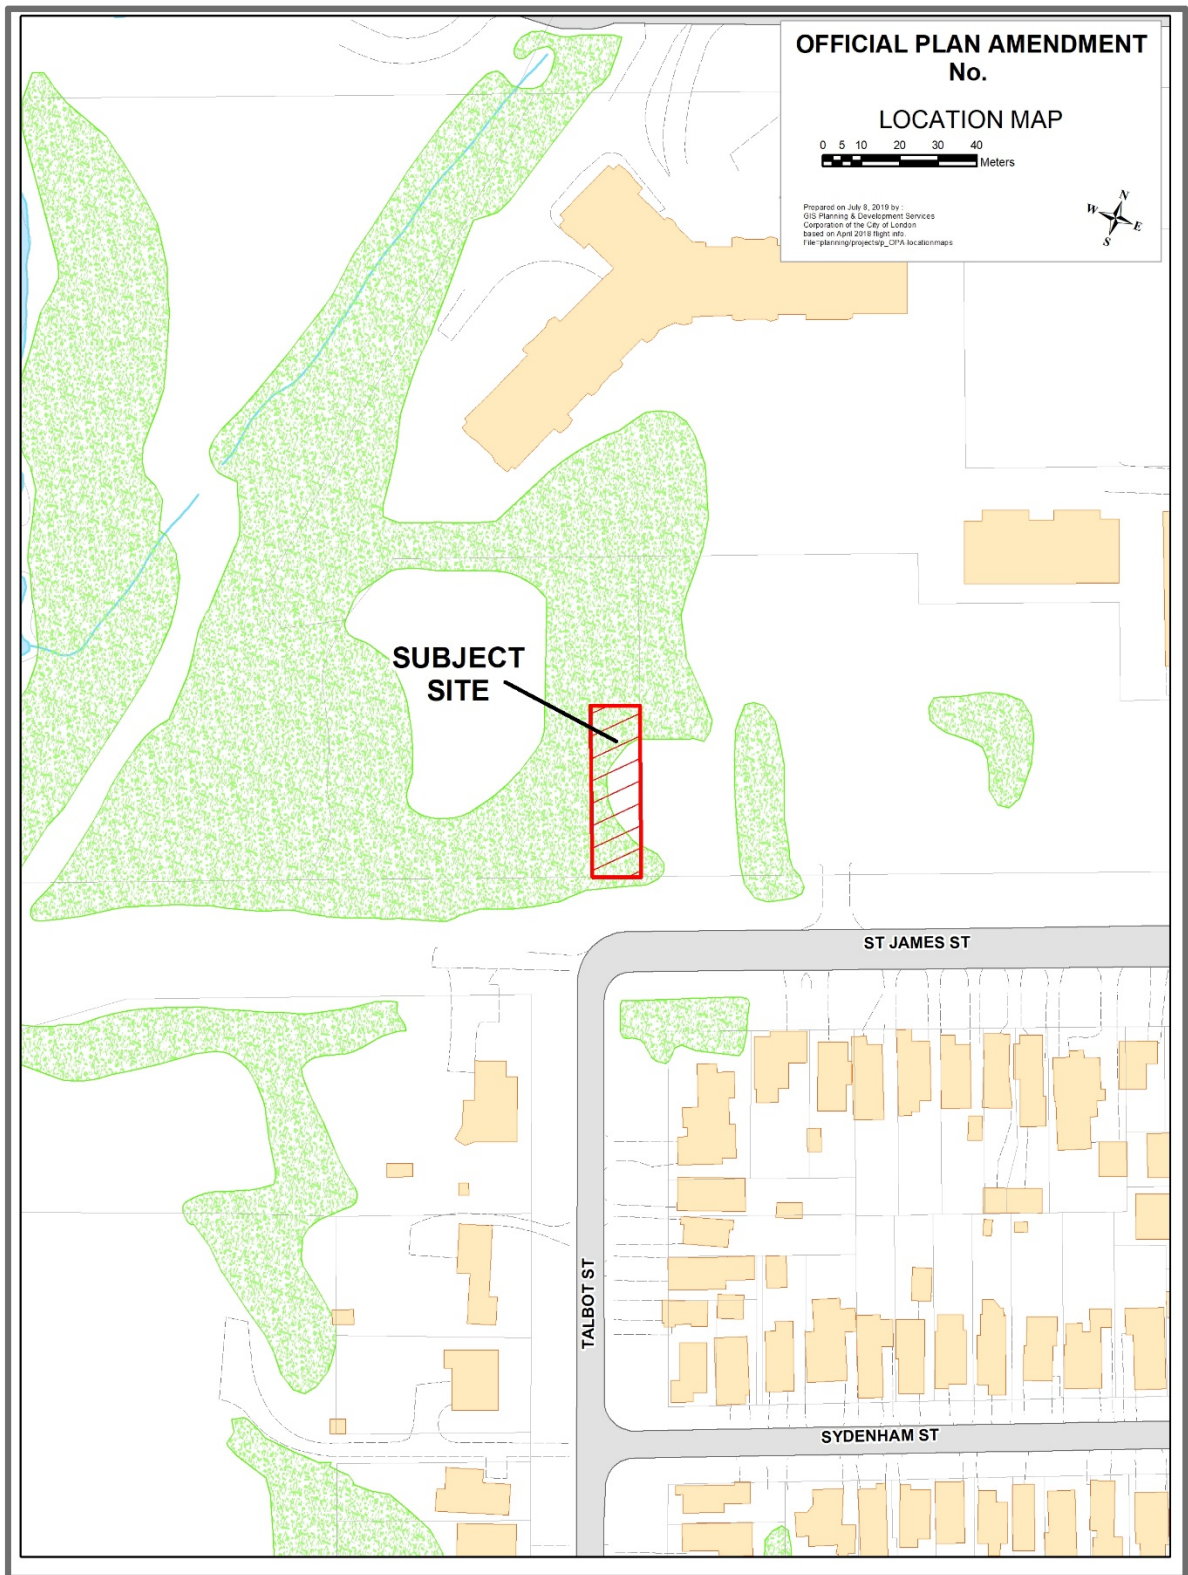 OFFICIAL PLAN AMENDMENT
No.
LOCATION MAP
0 5 10 20 30 40
Meters
Prepared on July 8, 2019 by :
GIS Planning & Development Services
Corporation of the City of London
based on April 2018 flight info.
N
W
E
S
SUBJECT
SITE
ST JAMES ST
TALBOT ST
SYDENHAM ST